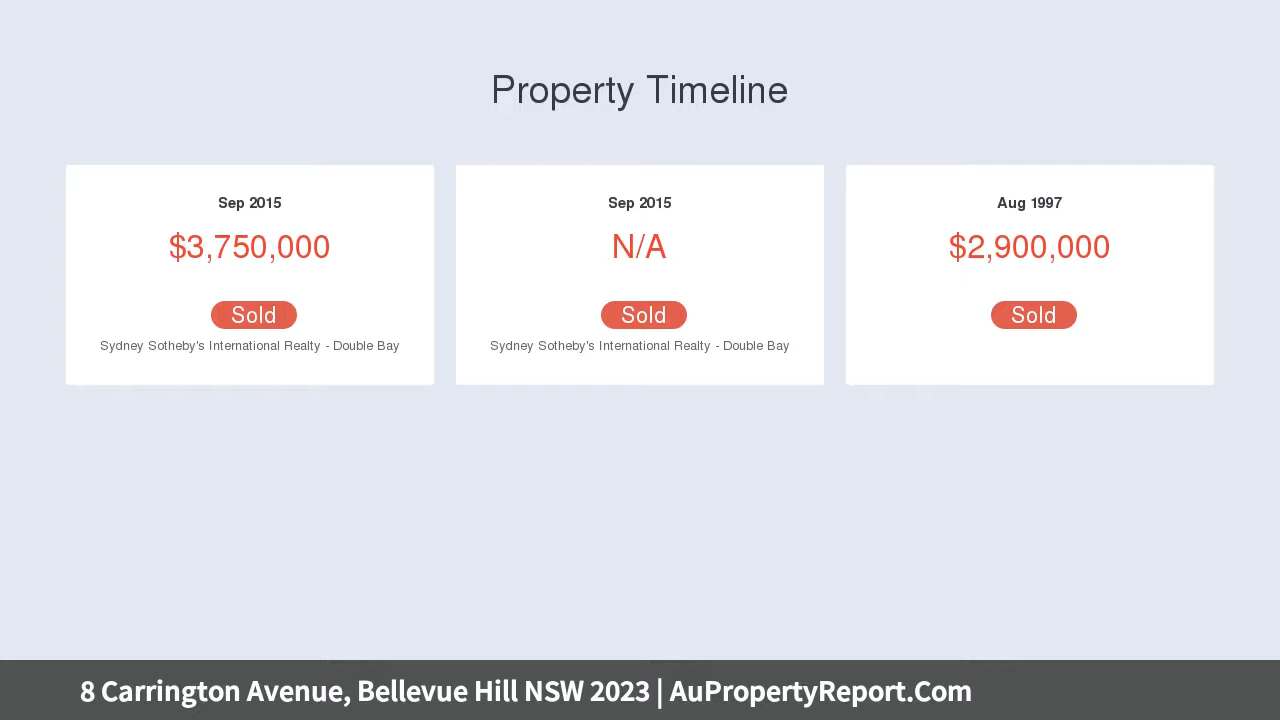 Property Timeline
Sep 2015
$3,750,000
Sold
Sydney Sotheby's International Realty - Double Bay
Sep 2015
N/A
Sold
Sydney Sotheby's International Realty - Double Bay
Aug 1997
$2,900,000
Sold
8 Carrington Avenue, Bellevue Hill NSW 2023 | AuPropertyReport.Com